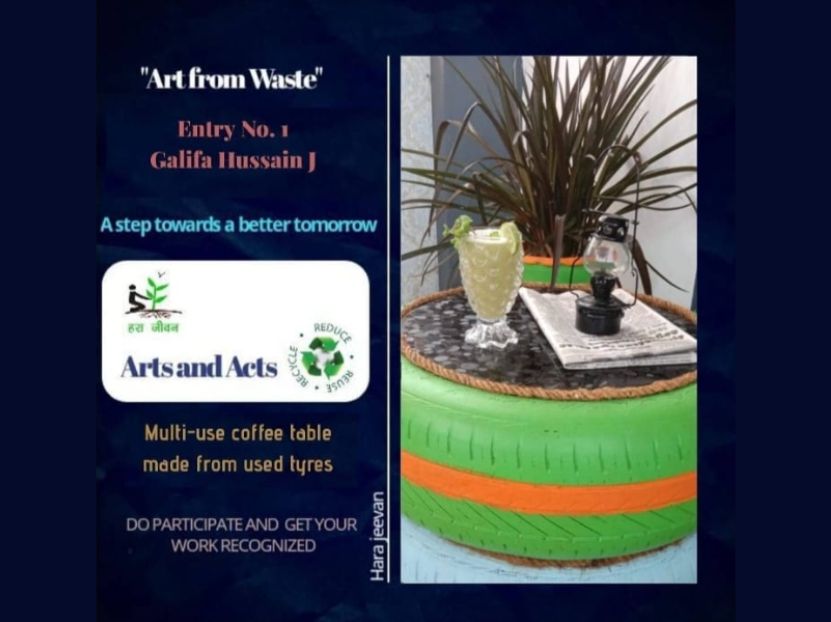 "Art from Waste"
Entry No. 1
Galifa Hussain J
A step towards a better tomorrow
हरा जीवन
Arts and Acts
REDUCE
REUSE
RECYCLE
Multi-use coffee table
made from used tyres
DO PARTICIPATE AND GET YOUR
WORK RECOGNIZED
Hara jeevan